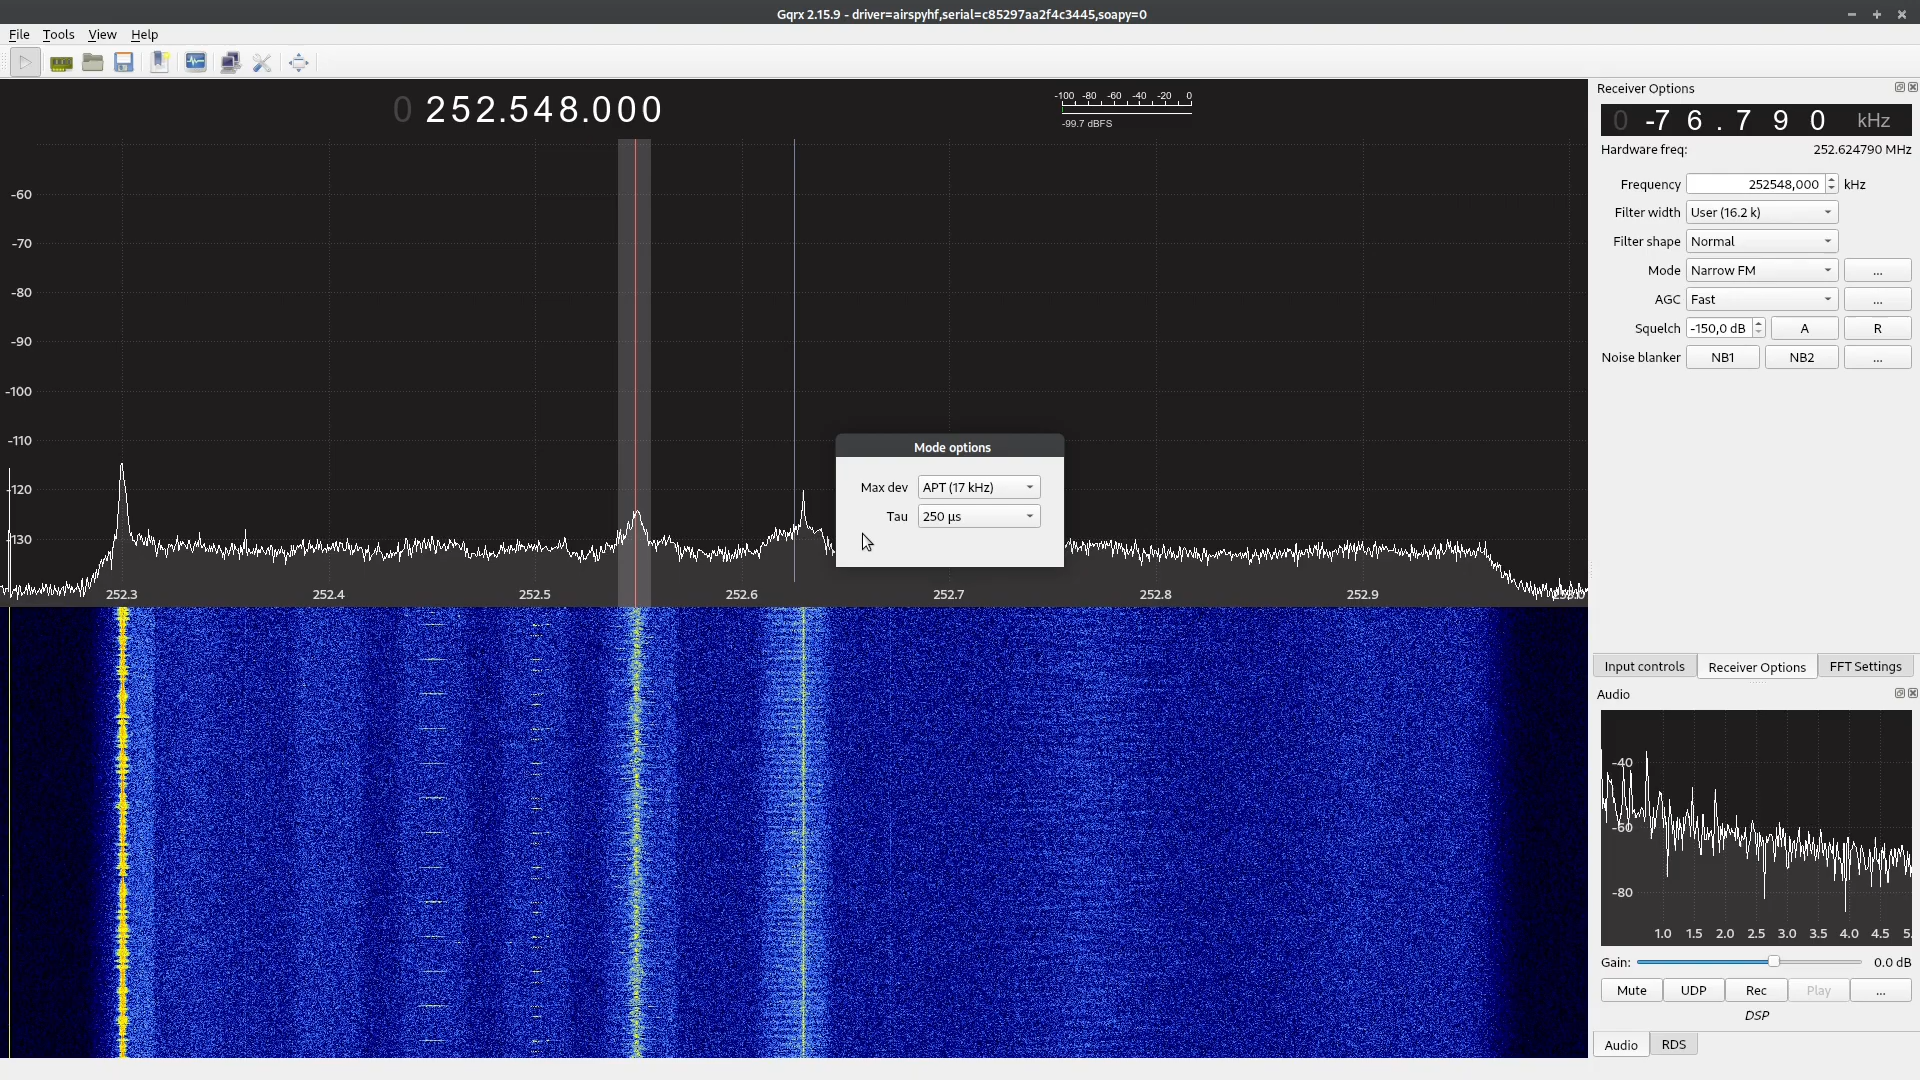 Gqrx 2.15.9 - driver=airspyhf,serial=c85297aa2f4c3445,soapy=0
File Tools View Help
0 252.548.000
-100 -80 -60 -40 -20 0
-99.7 dBFS
-60
-70
-80
-90
-100
-110
-120
-130
252.3 252.4 252.5 252.6 252.7 252.8 252.9
Mode options
Max dev APT (17 kHz)
Tau 250 µs
Receiver Options
0 -76.790 kHz
Hardware freq: 252.624790 MHz
Frequency 252548,000 kHz
Filter width User (16.2 k)
Filter shape Normal
Mode Narrow FM ...
AGC Fast ...
Squelch -150,0 dB A R
Noise blanker NB1 NB2 ...
Input controls Receiver Options FFT Settings
Audio
-40
-60
-80
1.0 1.5 2.0 2.5 3.0 3.5 4.0 4.5 5.
Gain: 0.0 dB
Mute UDP Rec Play ...
DSP
Audio RDS